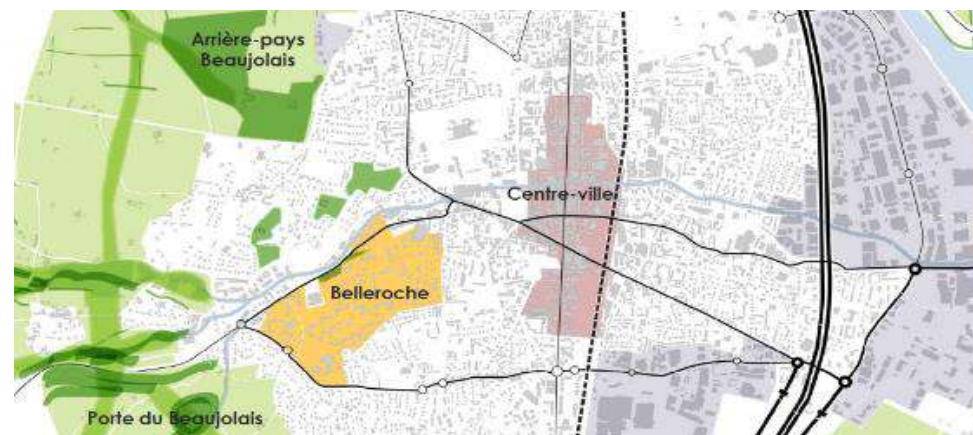 Arrière-pays
Beaujolais
Centre-ville
Belleroche
Porte du Beaujolais